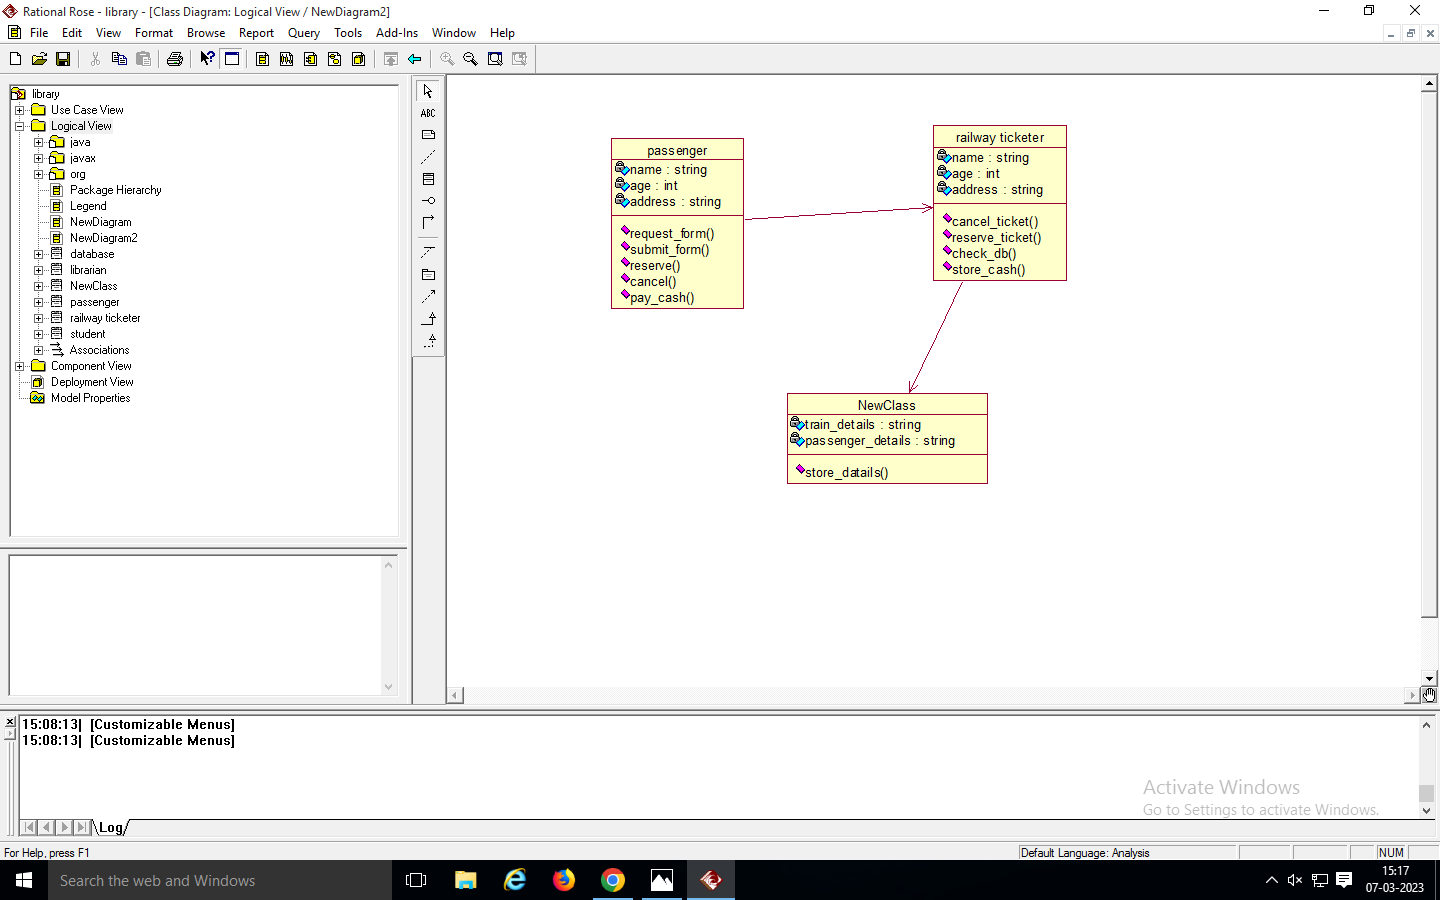 Rational Rose - library - [Class Diagram: Logical View / NewDiagram2]
File Edit View Format Browse Report Query Tools Add-Ins Window Help
library
Use Case View
Logical View
java
javax
org
Package Hierarchy
Legend
NewDiagram
NewDiagram2
database
librarian
NewClass
passenger
railway ticketer
student
Associations
Component View
Deployment View
Model Properties
ABC
passenger
name : string
age : int
address : string
request_form()
submit_form()
reserve()
cancel()
pay_cash()
railway ticketer
name : string
age : int
address : string
cancel_ticket()
reserve_ticket()
check_db()
store_cash()
NewClass
train_details : string
passenger_details : string
store_datails()
15:08:13| [Customizable Menus]
15:08:13| [Customizable Menus]
Activate Windows
Go to Settings to activate Windows.
Log
For Help, press F1
Default Language: Analysis
NUM
Search the web and Windows
15:17
07-03-2023